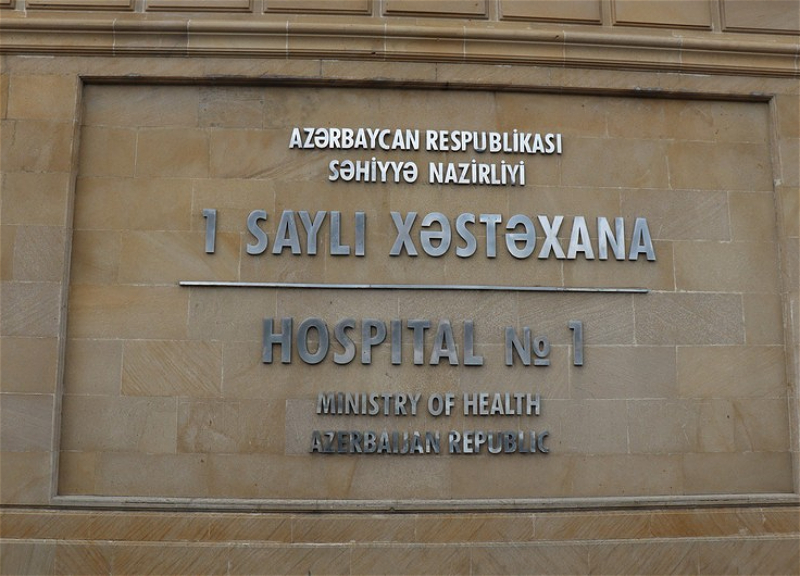 AZƏRBAYCAN RESPUBLİKASI
SƏHİYYƏ NAZİRLİYİ
1 SAYLI XƏSTƏXANA
HOSPITAL № 1
MINISTRY OF HEALTH
AZERBAIJAN REPUBLIC